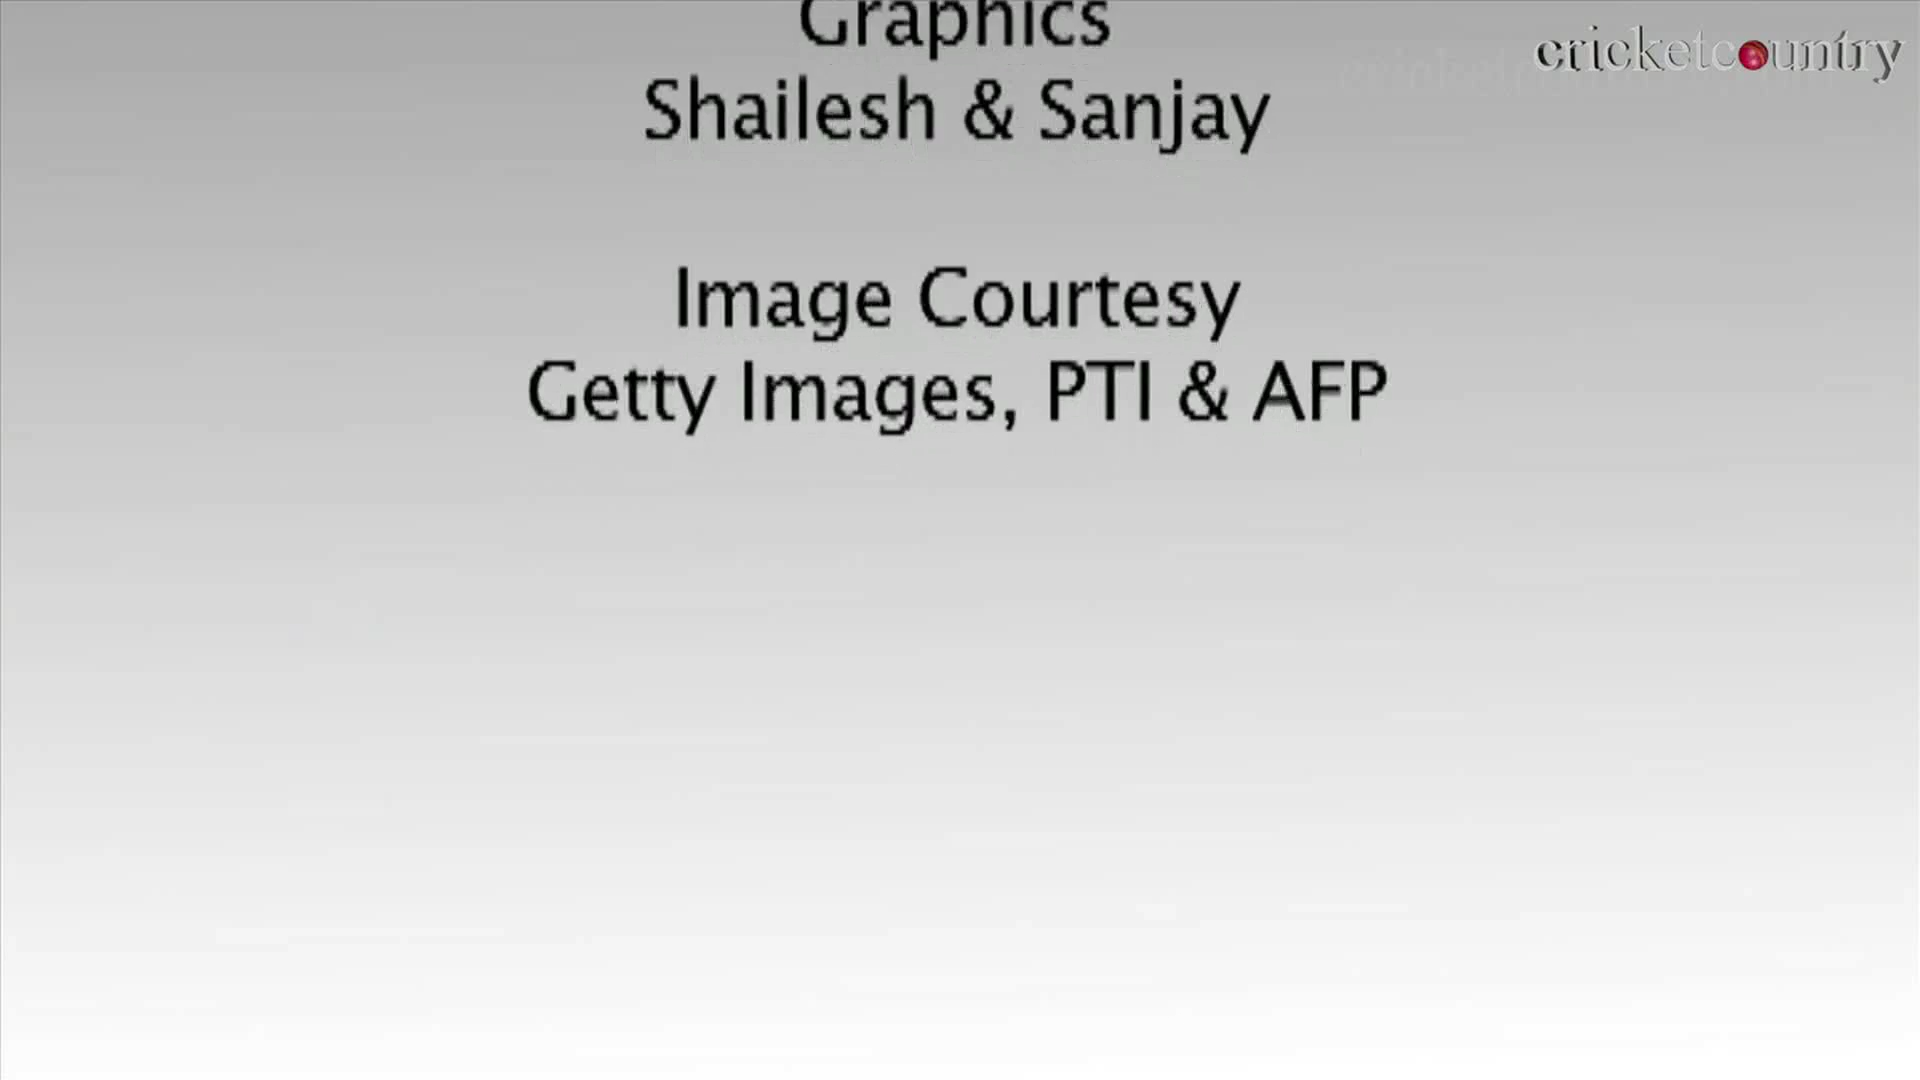 Graphics
cricketcountry
Shailesh & Sanjay
Image Courtesy
Getty Images, PTI & AFP